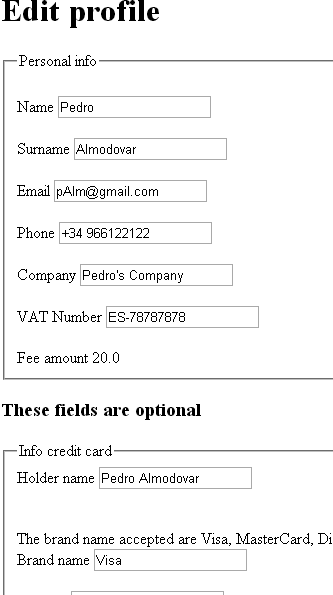 Edit profile
Personal info
Name Pedro
Surname Almodovar
Email pAlm@gmail.com
Phone +34 966122122
Company Pedro's Company
VAT Number ES-78787878
Fee amount 20.0
These fields are optional
Info credit card
Holder name Pedro Almodovar
The brand name accepted are Visa, MasterCard, Di
Brand name Visa